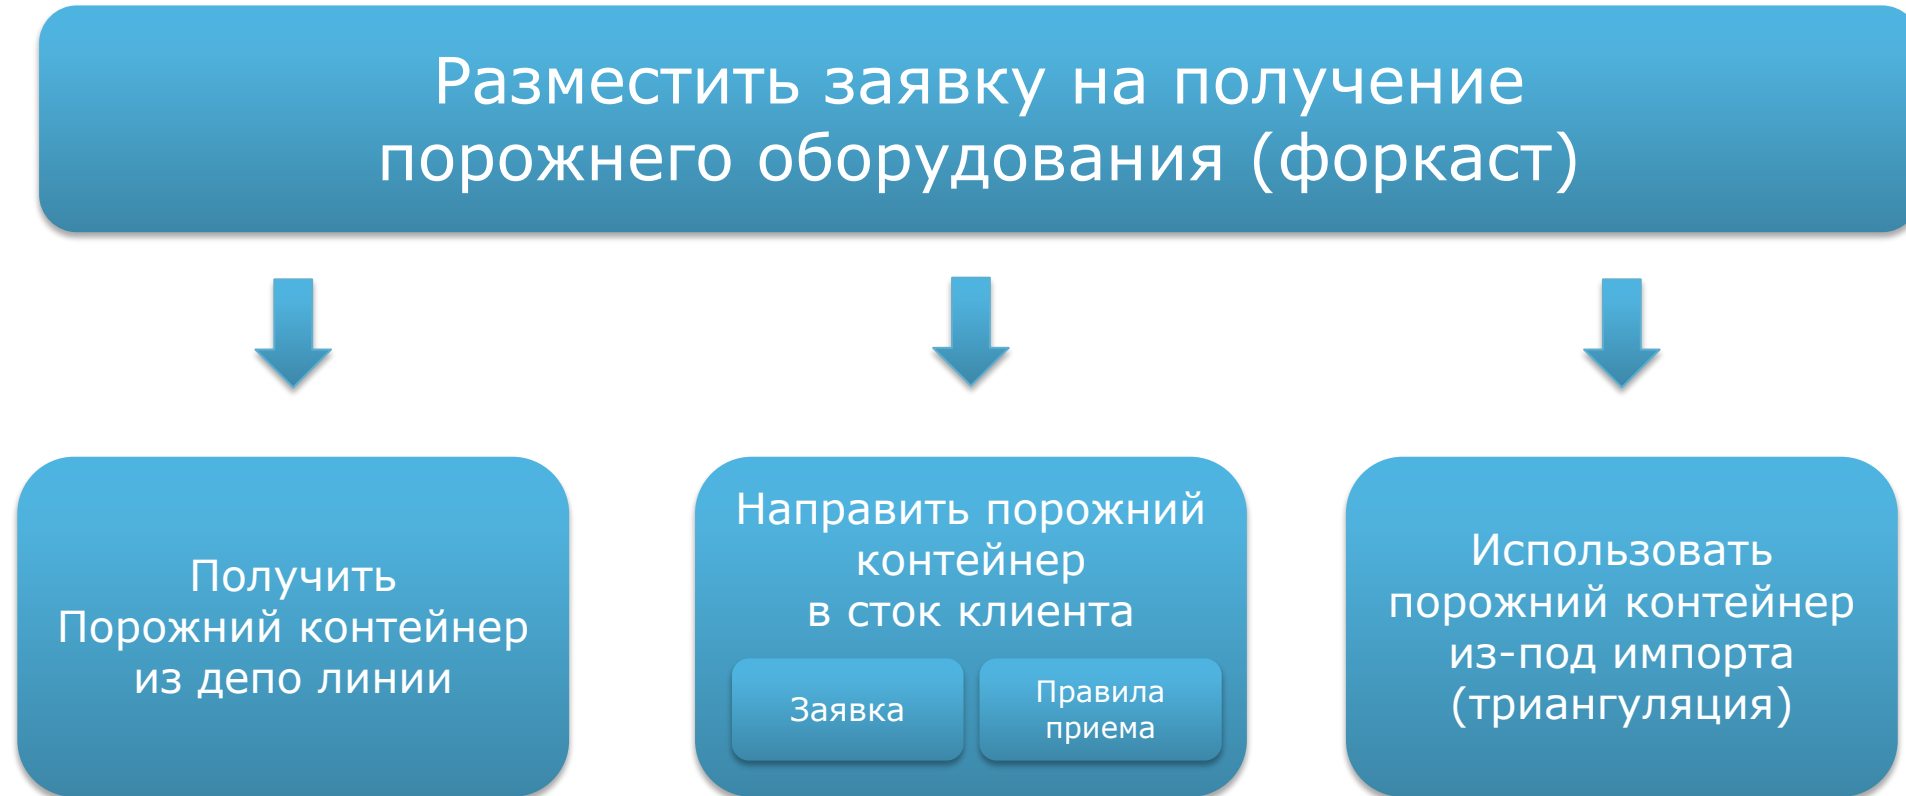 Разместить заявку на получение
порожнего оборудования (форкаст)
Получить
Порожний контейнер
из депо линии
Направить порожний
контейнер
в сток клиента
Заявка
Правила
приема
Использовать
порожний контейнер
из-под импорта
(триангуляция)